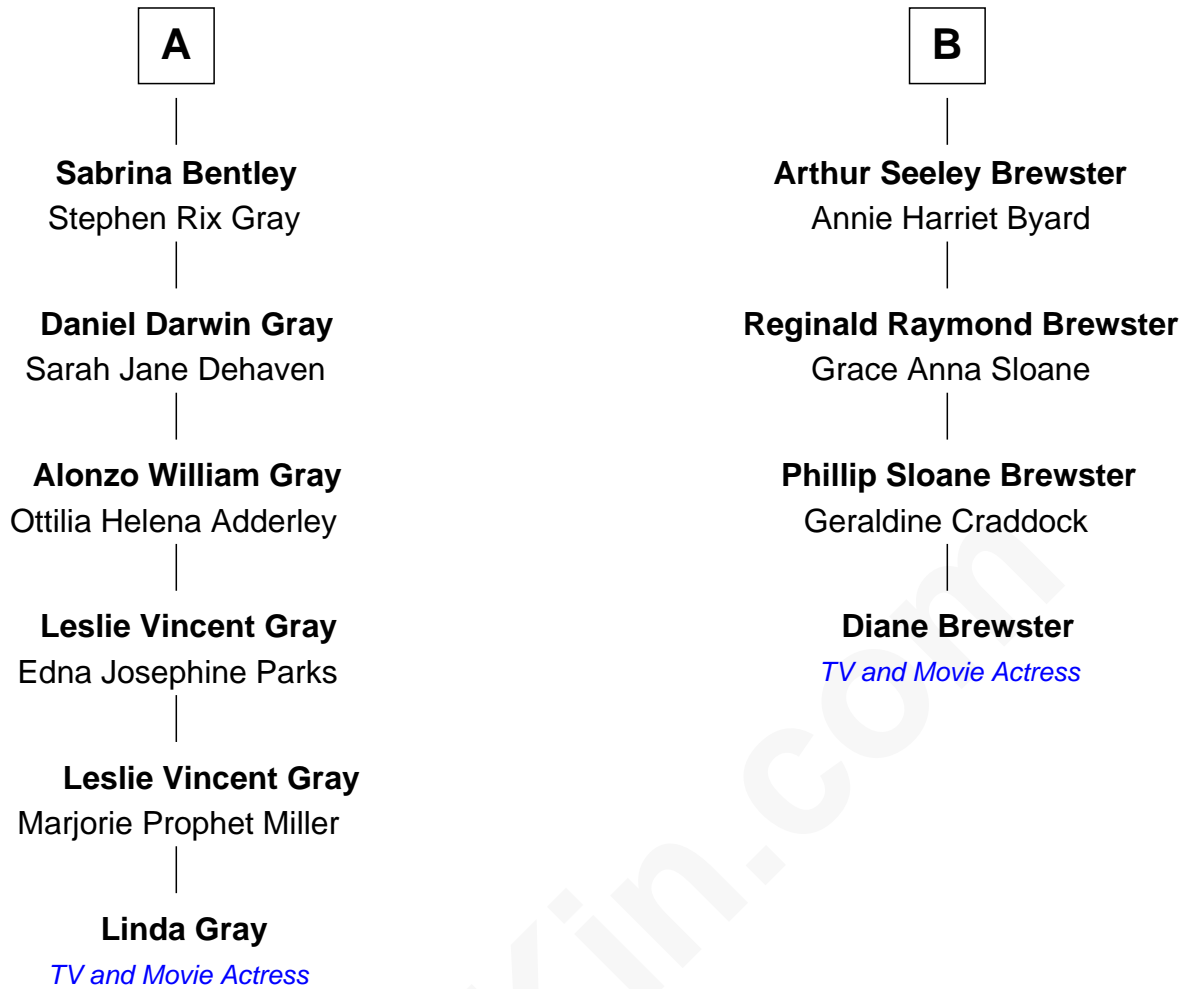 A
Sabrina Bentley
Stephen Rix Gray
Daniel Darwin Gray
Sarah Jane Dehaven
Alonzo William Gray
Ottilia Helena Adderley
Leslie Vincent Gray
Edna Josephine Parks
Leslie Vincent Gray
Marjorie Prophet Miller
Linda Gray
TV and Movie Actress
B
Arthur Seeley Brewster
Annie Harriet Byard
Reginald Raymond Brewster
Grace Anna Sloane
Phillip Sloane Brewster
Geraldine Craddock
Diane Brewster
TV and Movie Actress
Kin.com